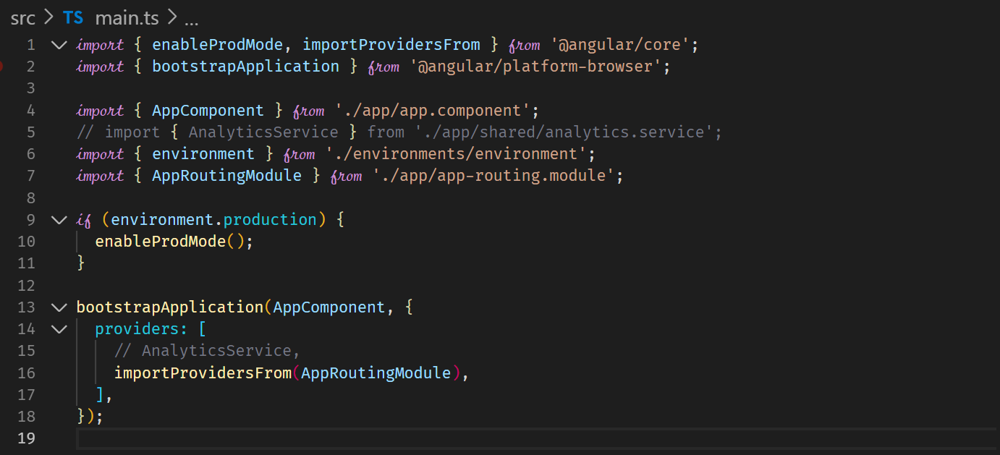 src > TS main.ts > ...
1 import { enableProdMode, importProvidersFrom } from '@angular/core';
2 import { bootstrapApplication } from '@angular/platform-browser';
3
4 import { AppComponent } from './app/app.component';
5 // import { AnalyticsService } from './app/shared/analytics.service';
6 import { environment } from './environments/environment';
7 import { AppRoutingModule } from './app/app-routing.module';
8
9 if (environment.production) {
10   enableProdMode();
11 }
12
13 bootstrapApplication(AppComponent, {
14   providers: [
15     // AnalyticsService,
16     importProvidersFrom(AppRoutingModule),
17   ],
18 });
19